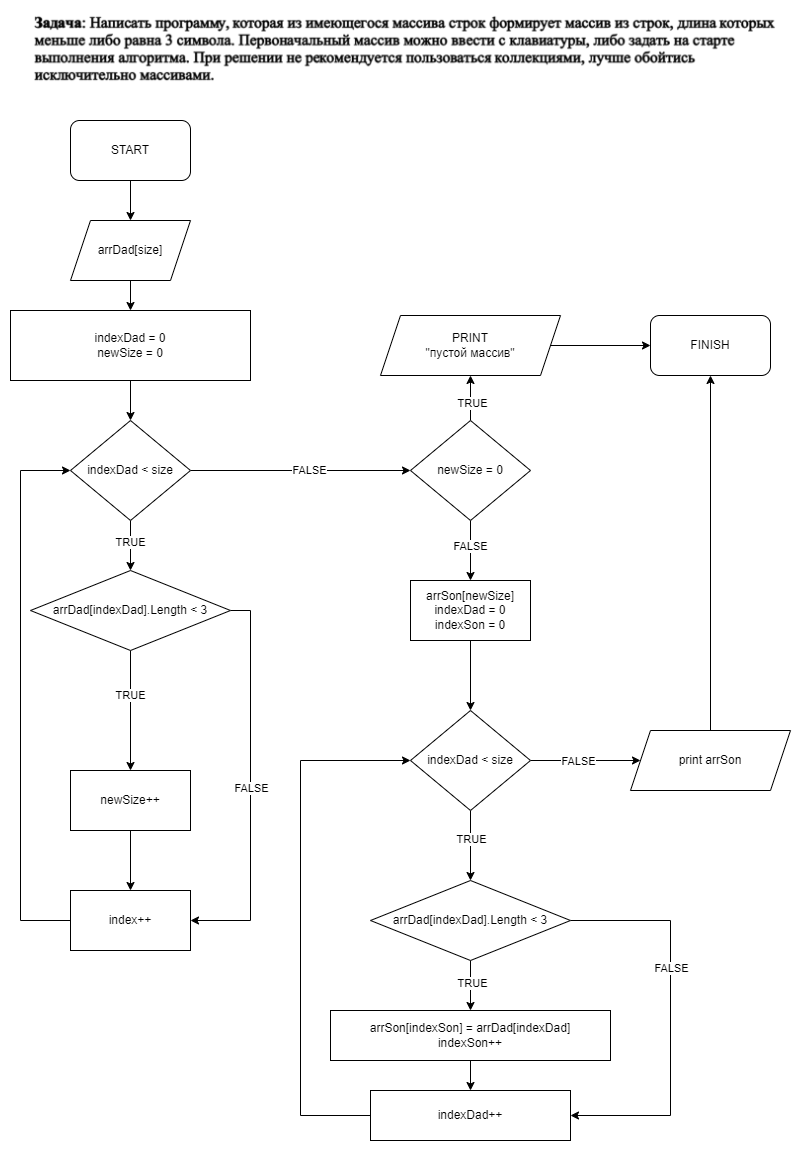 Задача: Написать программу, которая из имеющегося массива строк формирует массив из строк, длина которых
меньше либо равна 3 символа. Первоначальный массив можно ввести с клавиатуры, либо задать на старте
выполнения алгоритма. При решении не рекомендуется пользоваться коллекциями, лучше обойтись
исключительно массивами.
START
arrDad[size]
indexDad = 0
newSize = 0
indexDad < size
TRUE
arrDad[indexDad].Length < 3
TRUE
FALSE
newSize++
index++
FALSE
newSize = 0
TRUE
PRINT
"пустой массив"
FINISH
FALSE
arrSon[newSize]
indexDad = 0
indexSon = 0
indexDad < size
FALSE
print arrSon
TRUE
arrDad[indexDad].Length < 3
FALSE
TRUE
arrSon[indexSon] = arrDad[indexDad]
indexSon++
indexDad++